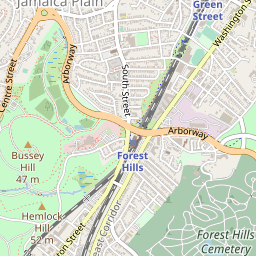 Jamaica Plain
Green
Street
Washington Street
Centre Street
Arborway
South Street
Arborway
Bussey
Hill
47 m
Forest
Hills
Hemlock Hill
52 m
Forest Hills
Cemetery